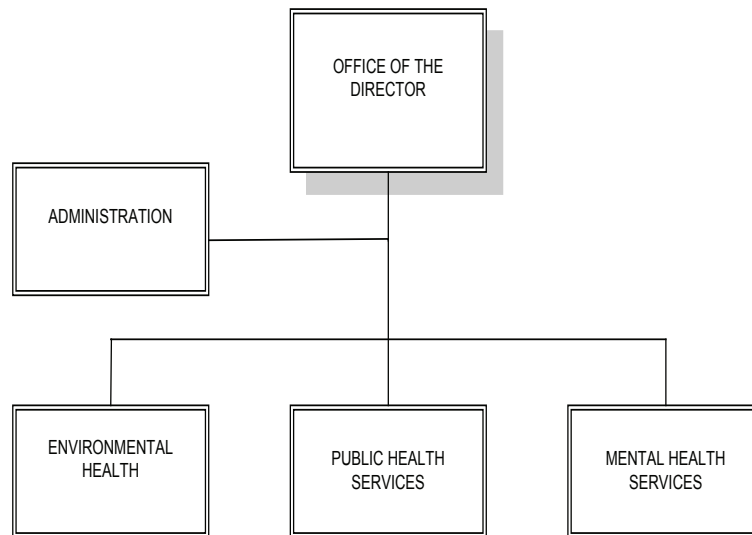 OFFICE OF THE
DIRECTOR
ADMINISTRATION
ENVIRONMENTAL
HEALTH
PUBLIC HEALTH
SERVICES
MENTAL HEALTH
SERVICES